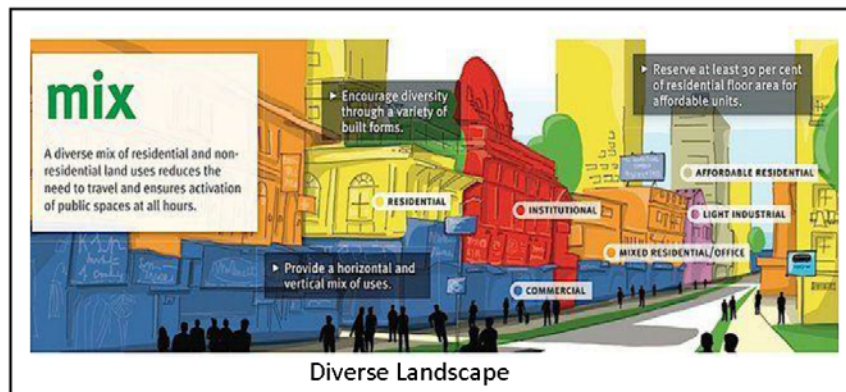 mix
A diverse mix of residential and non-
residential land uses reduces the
need to travel and ensures activation
of public spaces at all hours.
▸ Encourage diversity
through a variety of
built forms.
▸ Reserve at least 30 per cent
of residential floor area for
affordable units.
AFFORDABLE RESIDENTIAL
RESIDENTIAL
INSTITUTIONAL
LIGHT INDUSTRIAL
MIXED RESIDENTIAL/OFFICE
▸ Provide a horizontal and
vertical mix of uses.
COMMERCIAL
Diverse Landscape